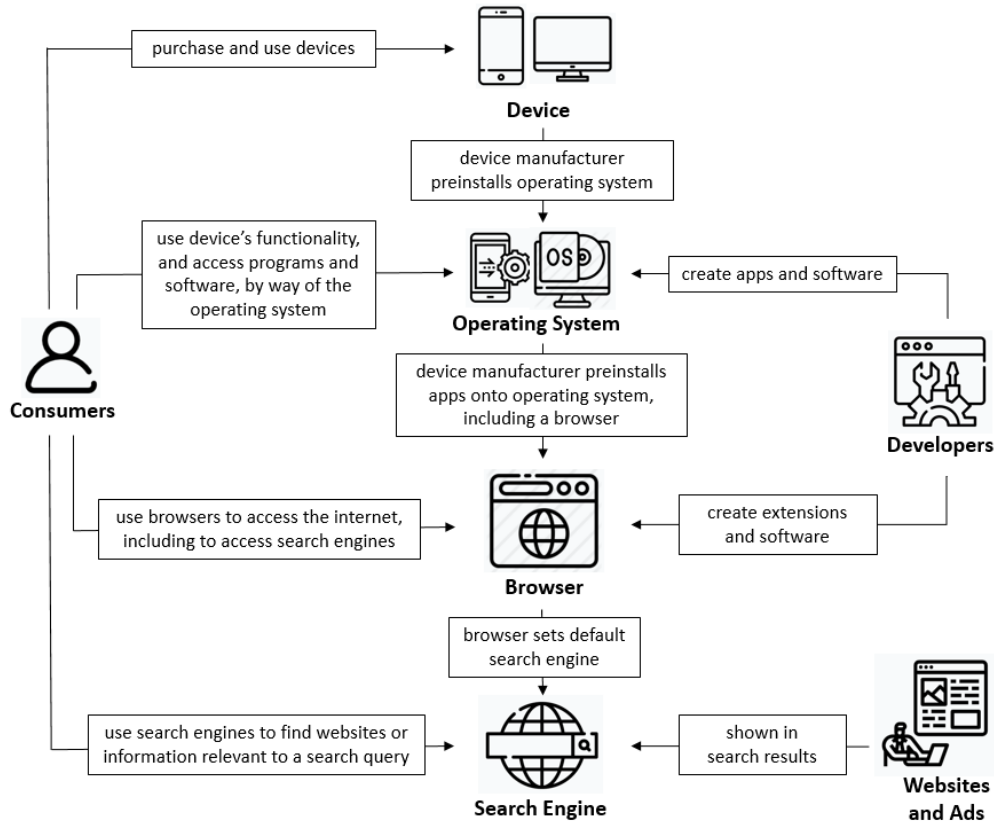 purchase and use devices
Device
device manufacturer
preinstalls operating system
use device's functionality,
and access programs and
software, by way of the
operating system
OS
create apps and software
Operating System
device manufacturer preinstalls
apps onto operating system,
including a browser
Consumers
Developers
use browsers to access the internet,
including to access search engines
create extensions
and software
Browser
browser sets default
search engine
use search engines to find websites or
information relevant to a search query
shown in
search results
Search Engine
Websites
and Ads